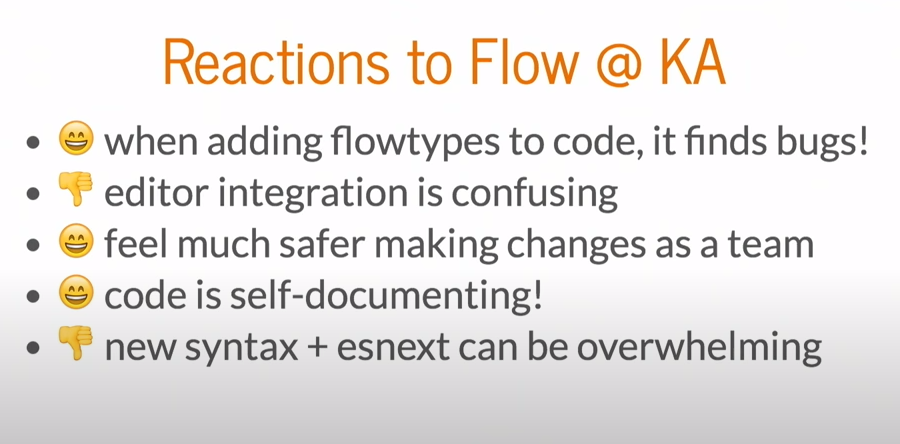 Reactions to Flow @ KA
• 😄 when adding flowtypes to code, it finds bugs!
• 👎 editor integration is confusing
• 😄 feel much safer making changes as a team
• 😄 code is self-documenting!
• 👎 new syntax + esnext can be overwhelming